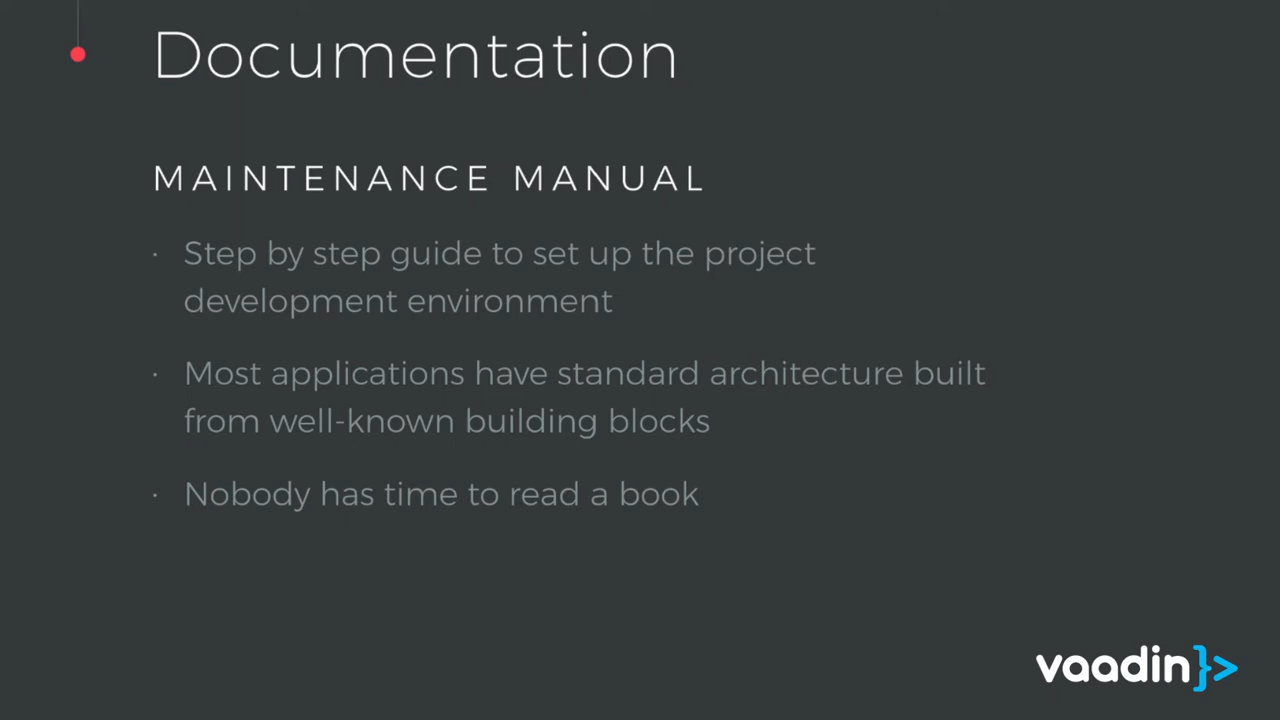 Documentation
MAINTENANCE MANUAL
· Step by step guide to set up the project
development environment
· Most applications have standard architecture built
from well-known building blocks
· Nobody has time to read a book
vaadin}>